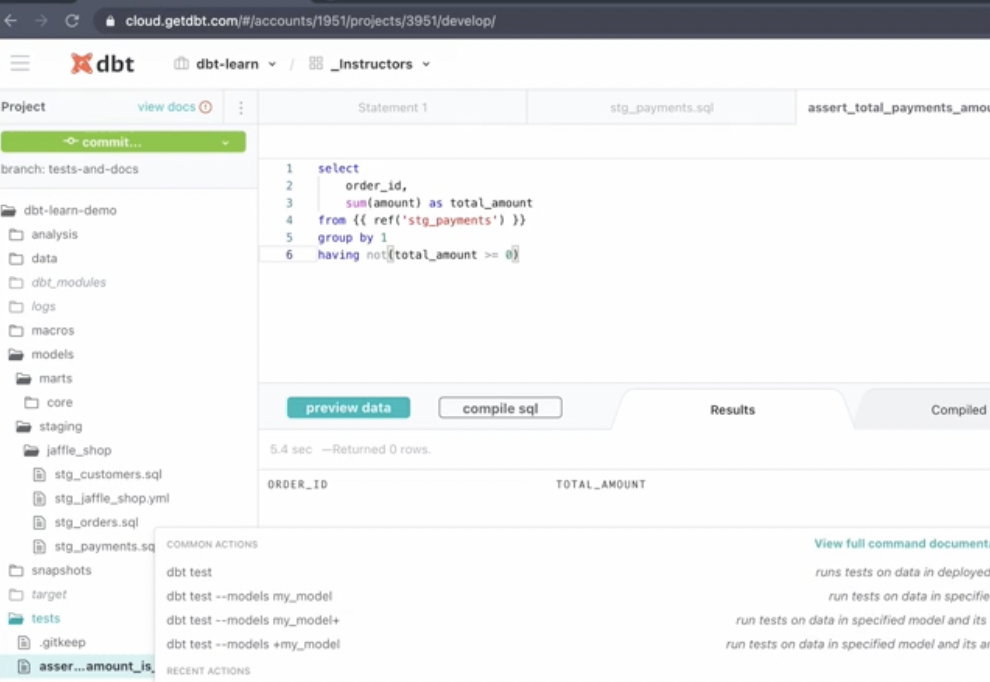 cloud.getdbt.com/#/accounts/1951/projects/3951/develop/
dbt dbt-learn / _Instructors
Project view docs
Statement 1 stg_payments.sql assert_total_payments_amou
commit...
branch: tests-and-docs
1 select
2 order_id,
3 sum(amount) as total_amount
4 from {{ ref('stg_payments') }}
5 group by 1
6 having not(total_amount >= 0)
dbt-learn-demo
analysis
data
dbt_modules
logs
macros
models
marts
core
staging
jaffle_shop
stg_customers.sql
stg_jaffle_shop.yml
stg_orders.sql
stg_payments.sq
snapshots
target
tests
.gitkeep
asser...amount_is_
preview data compile sql Results Compiled
5.4 sec —Returned 0 rows.
ORDER_ID TOTAL_AMOUNT
COMMON ACTIONS View full command documenta
dbt test runs tests on data in deployed
dbt test --models my_model run tests on data in specifie
dbt test --models my_model+ run tests on data in specified model and its
dbt test --models +my_model run tests on data in specified model and its an
RECENT ACTIONS